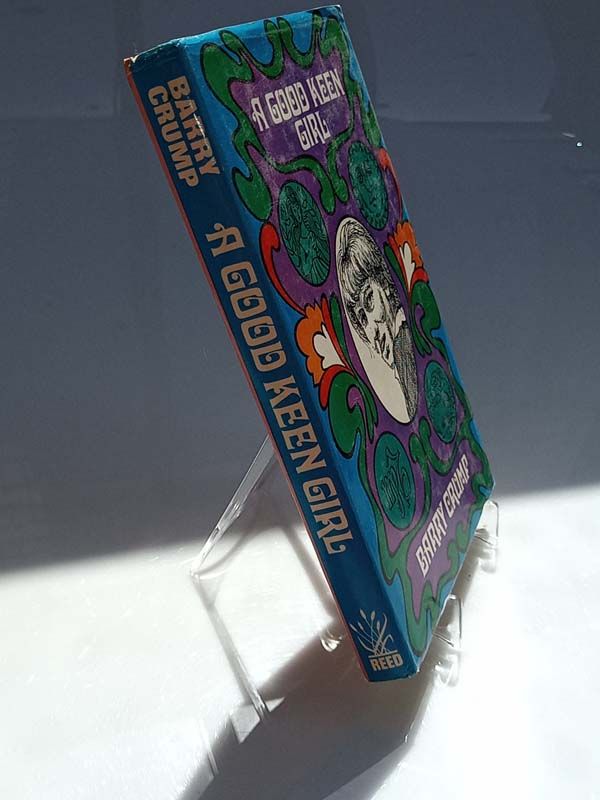 BARRY
CRUMP
A GOOD KEEN GIRL
REED
A GOOD KEEN
GIRL
BARRY CRUMP